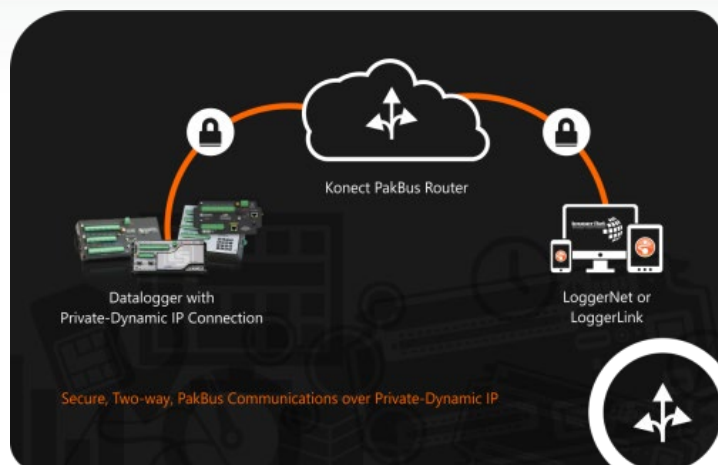 Konect PakBus Router
Datalogger with
Private-Dynamic IP Connection
LoggerNet or
LoggerLink
Secure, Two-way, PakBus Communications over Private-Dynamic IP